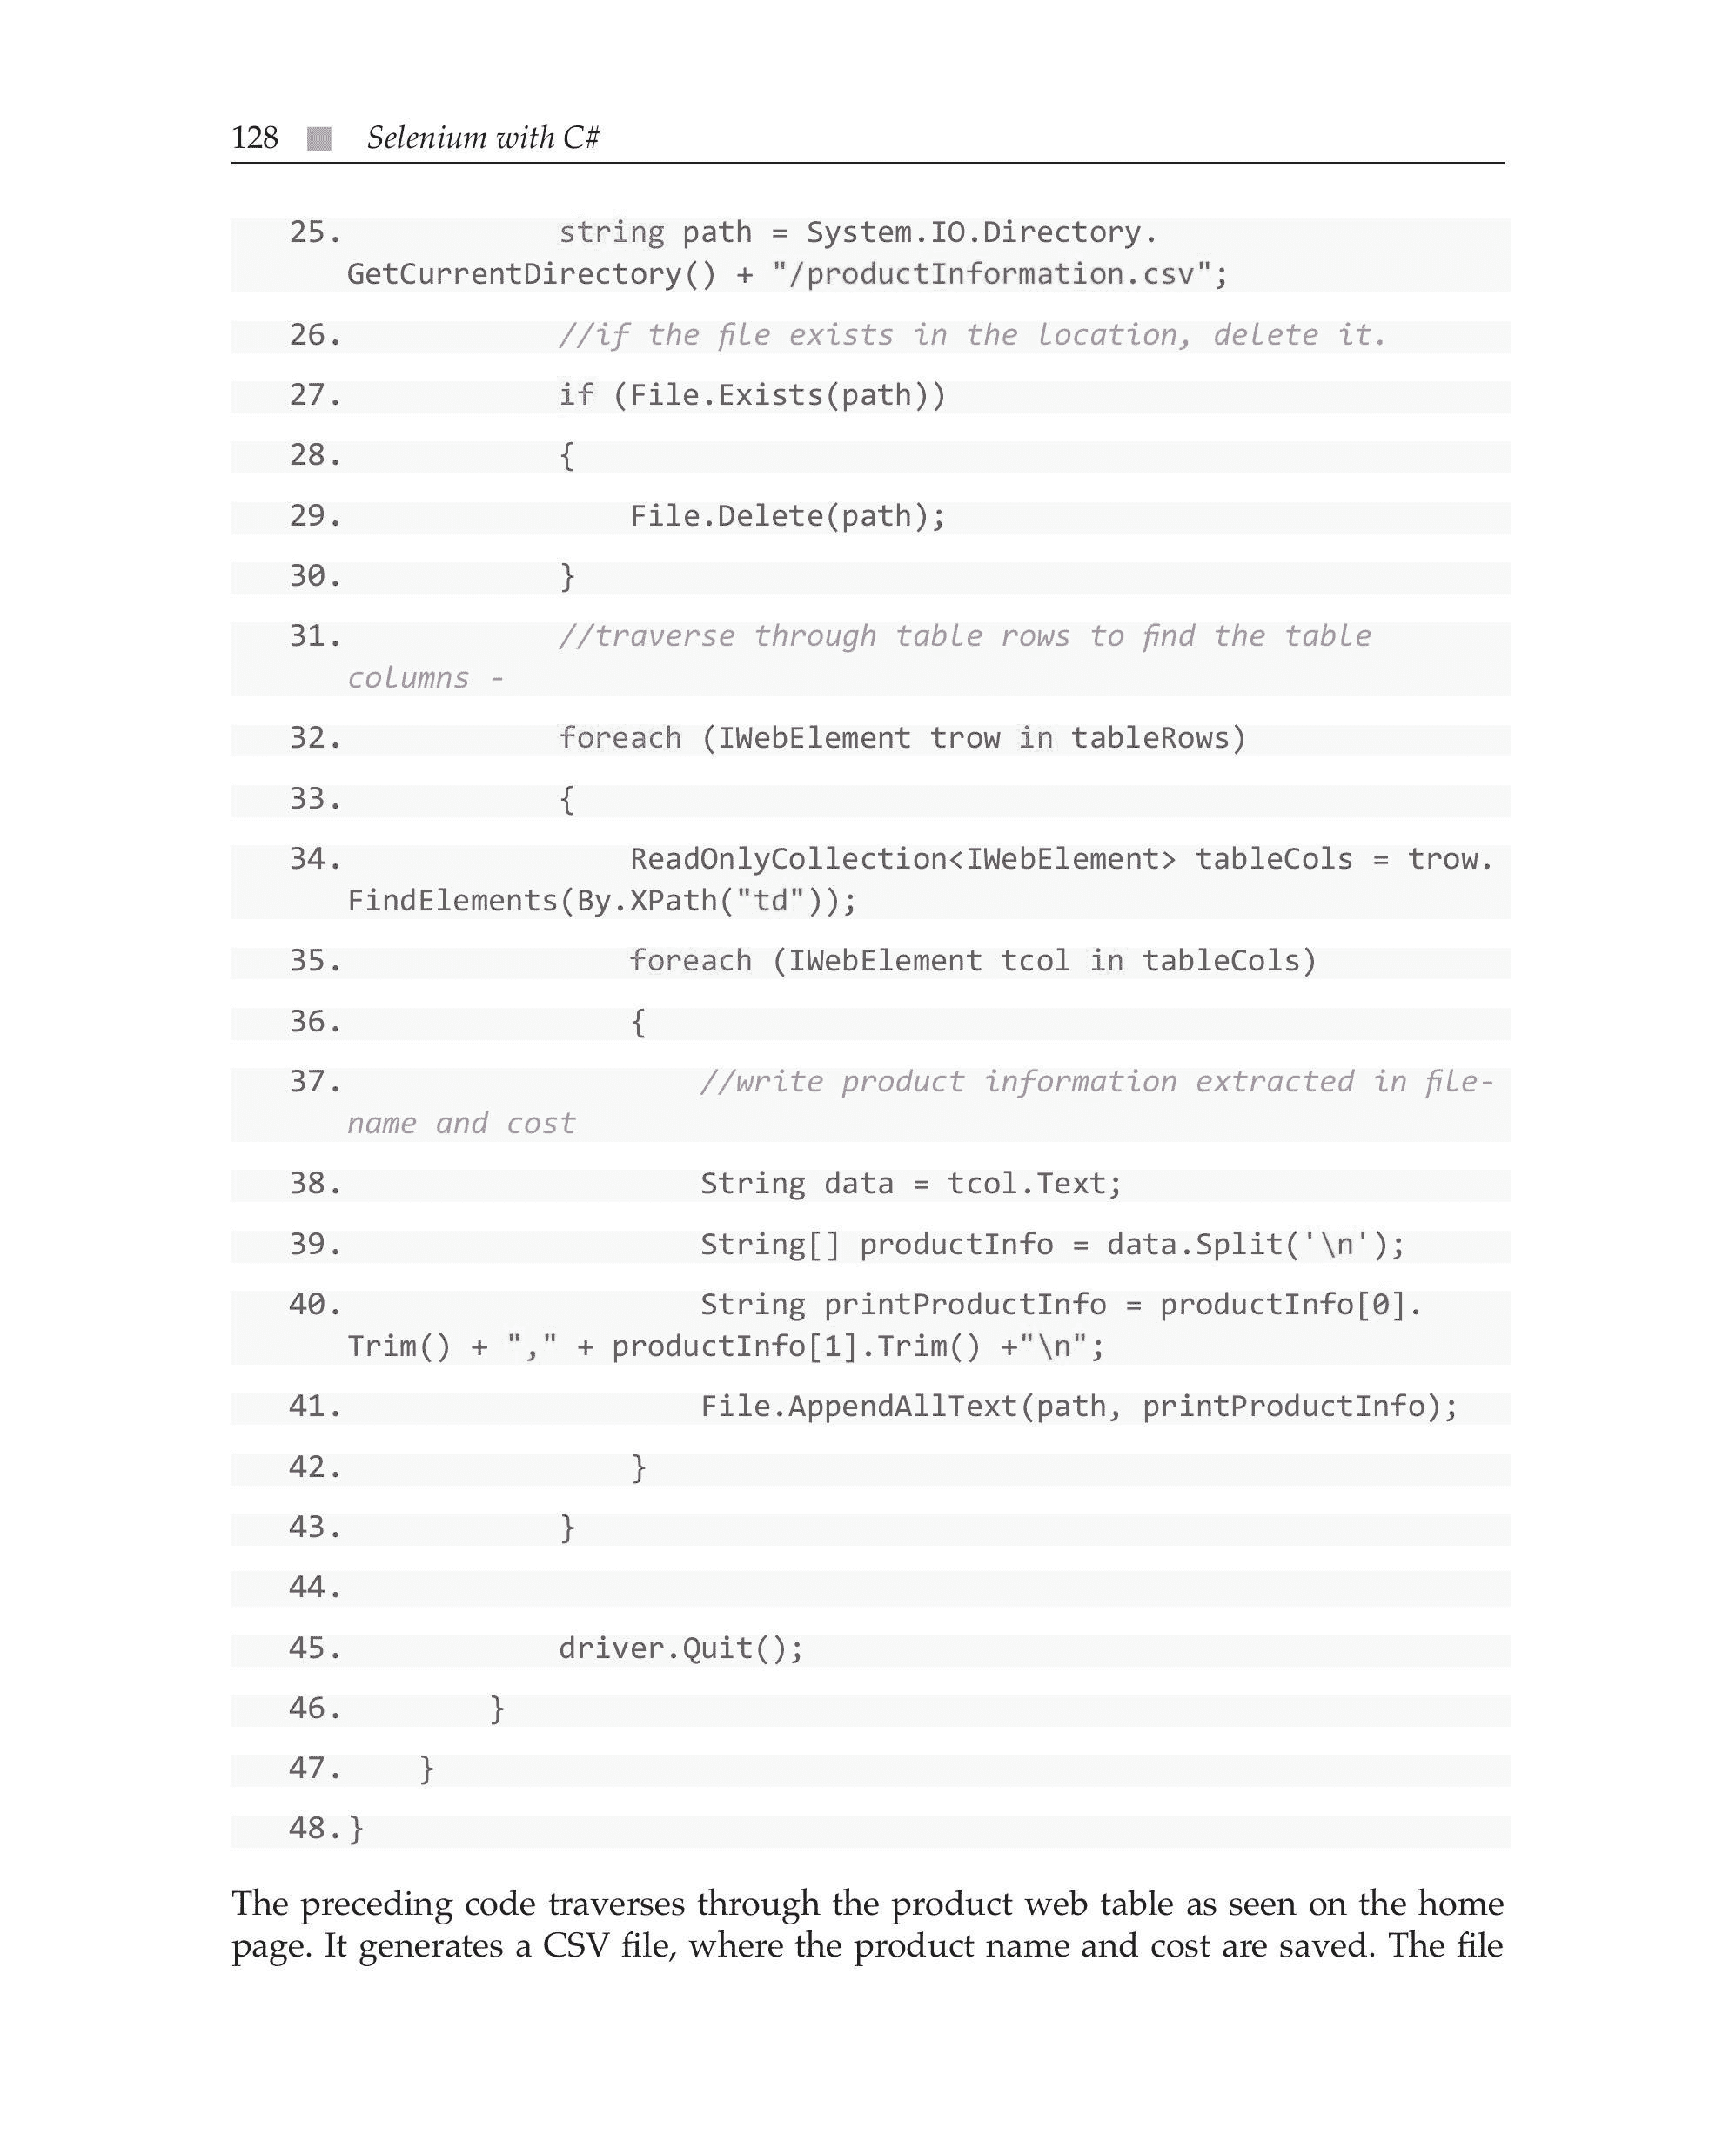 128 Selenium with C#
25. string path = System.IO.Directory.
GetCurrentDirectory() + "/productInformation.csv";
26. //if the file exists in the location, delete it.
27. if (File.Exists(path))
28. {
29. File.Delete(path);
30. }
31. //traverse through table rows to find the table
columns -
32. foreach (IWebElement trow in tableRows)
33. {
34. ReadOnlyCollection<IWebElement> tableCols = trow.
FindElements(By.XPath("td"));
35. foreach (IWebElement tcol in tableCols)
36. {
37. //write product information extracted in file-
name and cost
38. String data = tcol.Text;
39. String[] productInfo = data.Split('\n');
40. String printProductInfo = productInfo[0].
Trim() + "," + productInfo[1].Trim() +"\n";
41. File.AppendAllText(path, printProductInfo);
42. }
43. }
44.
45. driver.Quit();
46. }
47. }
48. }
The preceding code traverses through the product web table as seen on the home
page. It generates a CSV file, where the product name and cost are saved. The file